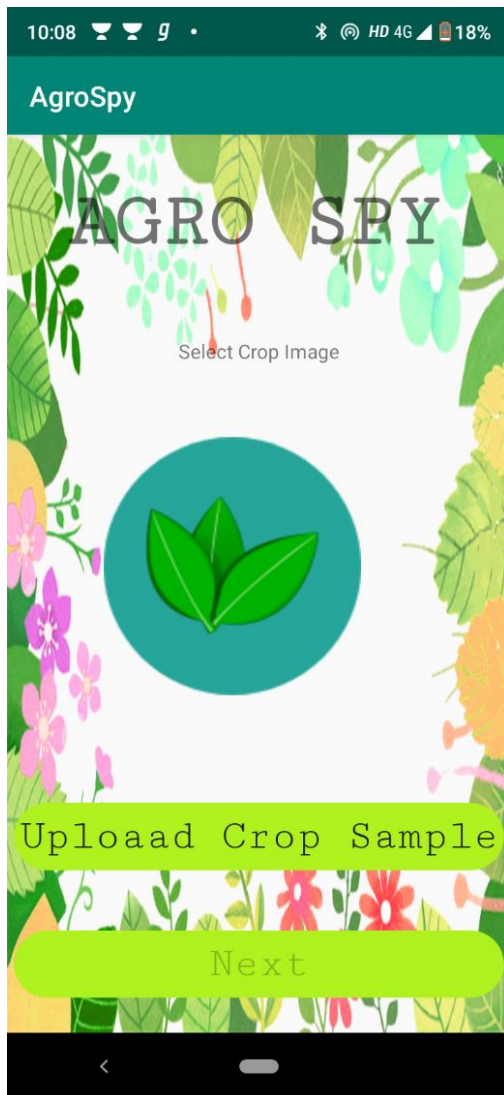 10:08 g HD 4G 18%
AgroSpy
AGRO SPY
Select Crop Image
Uploaad Crop Sample
Next